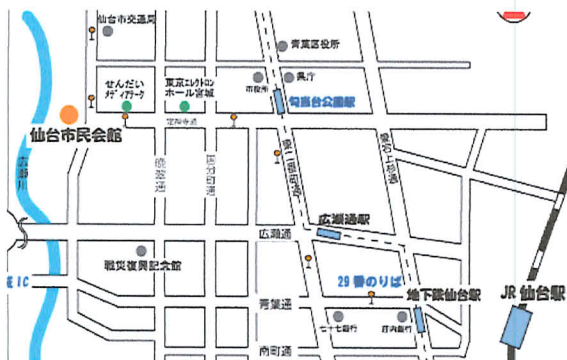 仙台市交通局
青葉区役所
県庁
市役所
せんだい
メディアテーク
東京エレクトロン
ホール宮城
勾当台公園駅
仙台市民会館
定禅寺通
広瀬川
晩翠通
国分町通
東二番町通
愛宕上杉通
広瀬通駅
広瀬通
戦災復興記念館
IC
29番のりば
地下鉄仙台駅
JR 仙台駅
青葉通
七十七銀行
荘内銀行
南町通